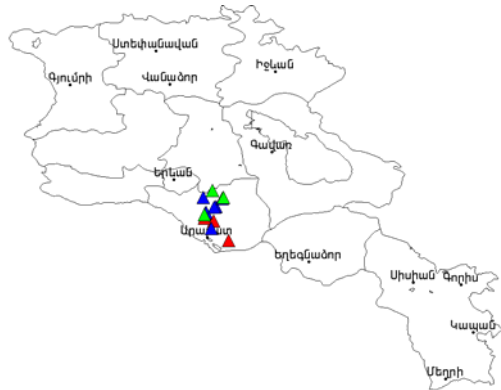 Ստեփանավան
Իջևան
Գյումրի
Վանաձոր
Գավառ
Երևան
Եղեգնաձոր
Սիսիան
Գորիս
Կապան
Մեղրի